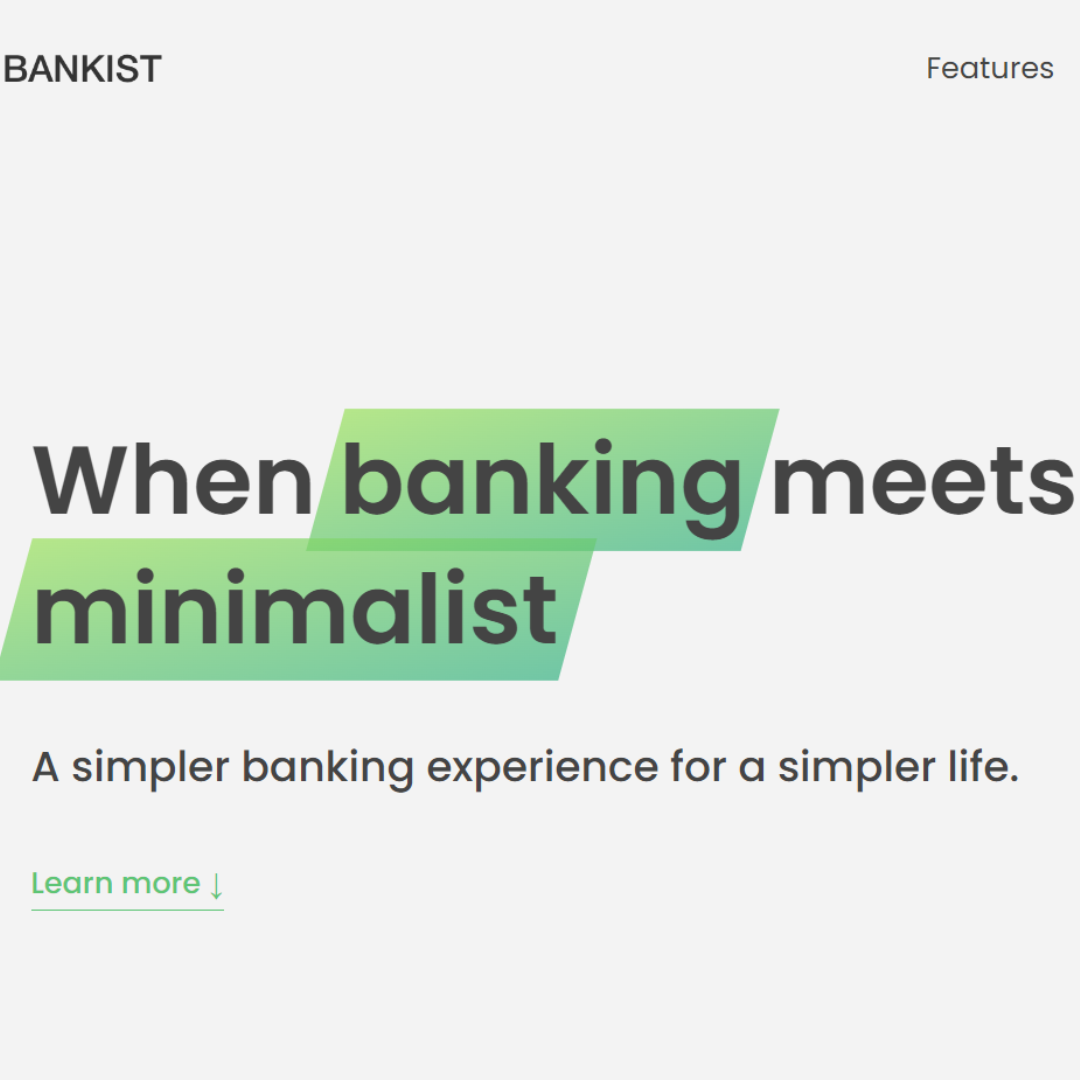 BANKIST
Features
When banking meets
minimalist
A simpler banking experience for a simpler life.
Learn more ↓